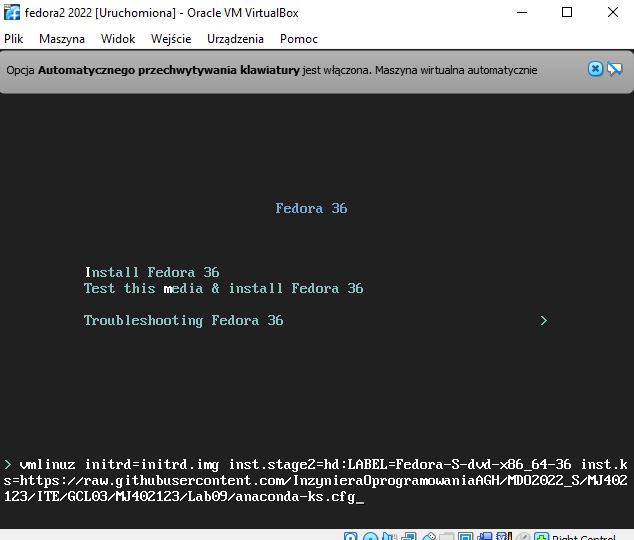 fedora2 2022 [Uruchomiona] - Oracle VM VirtualBox
Plik Maszyna Widok Wejście Urządzenia Pomoc
Opcja Automatycznego przechwytywania klawiatury jest włączona. Maszyna wirtualna automatycznie
Fedora 36
Install Fedora 36
Test this media & install Fedora 36
Troubleshooting Fedora 36 >
> vmlinuz initrd=initrd.img inst.stage2=hd:LABEL=Fedora-S-dvd-x86_64-36 inst.k
s=https://raw.githubusercontent.com/InzynieraOprogramowaniaAGH/MDO2022_S/MJ402
123/ITE/GCL03/MJ402123/Lab09/anaconda-ks.cfg_
Right Control